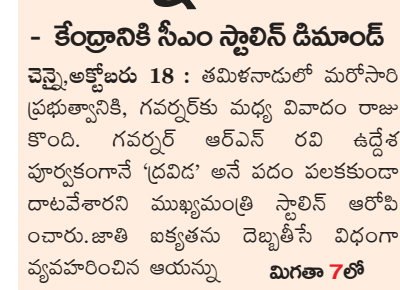 - కేంద్రానికి సీఎం స్టాలిన్ డిమాండ్
చెన్నై,అక్టోబరు 18 : తమిళనాడులో మరోసారి
ప్రభుత్వానికి, గవర్నర్‌కు మధ్య వివాదం రాజు
కొంది. గవర్నర్ ఆర్ఎన్ రవి ఉద్దేశ
పూర్వకంగానే ‘ద్రవిడ’ అనే పదం పలకకుండా
దాటవేశారని ముఖ్యమంత్రి స్టాలిన్ ఆరోపి
ంచారు.జాతి ఐక్యతను దెబ్బతీసే విధంగా
వ్యవహరించిన ఆయన్ను మిగతా 7లో